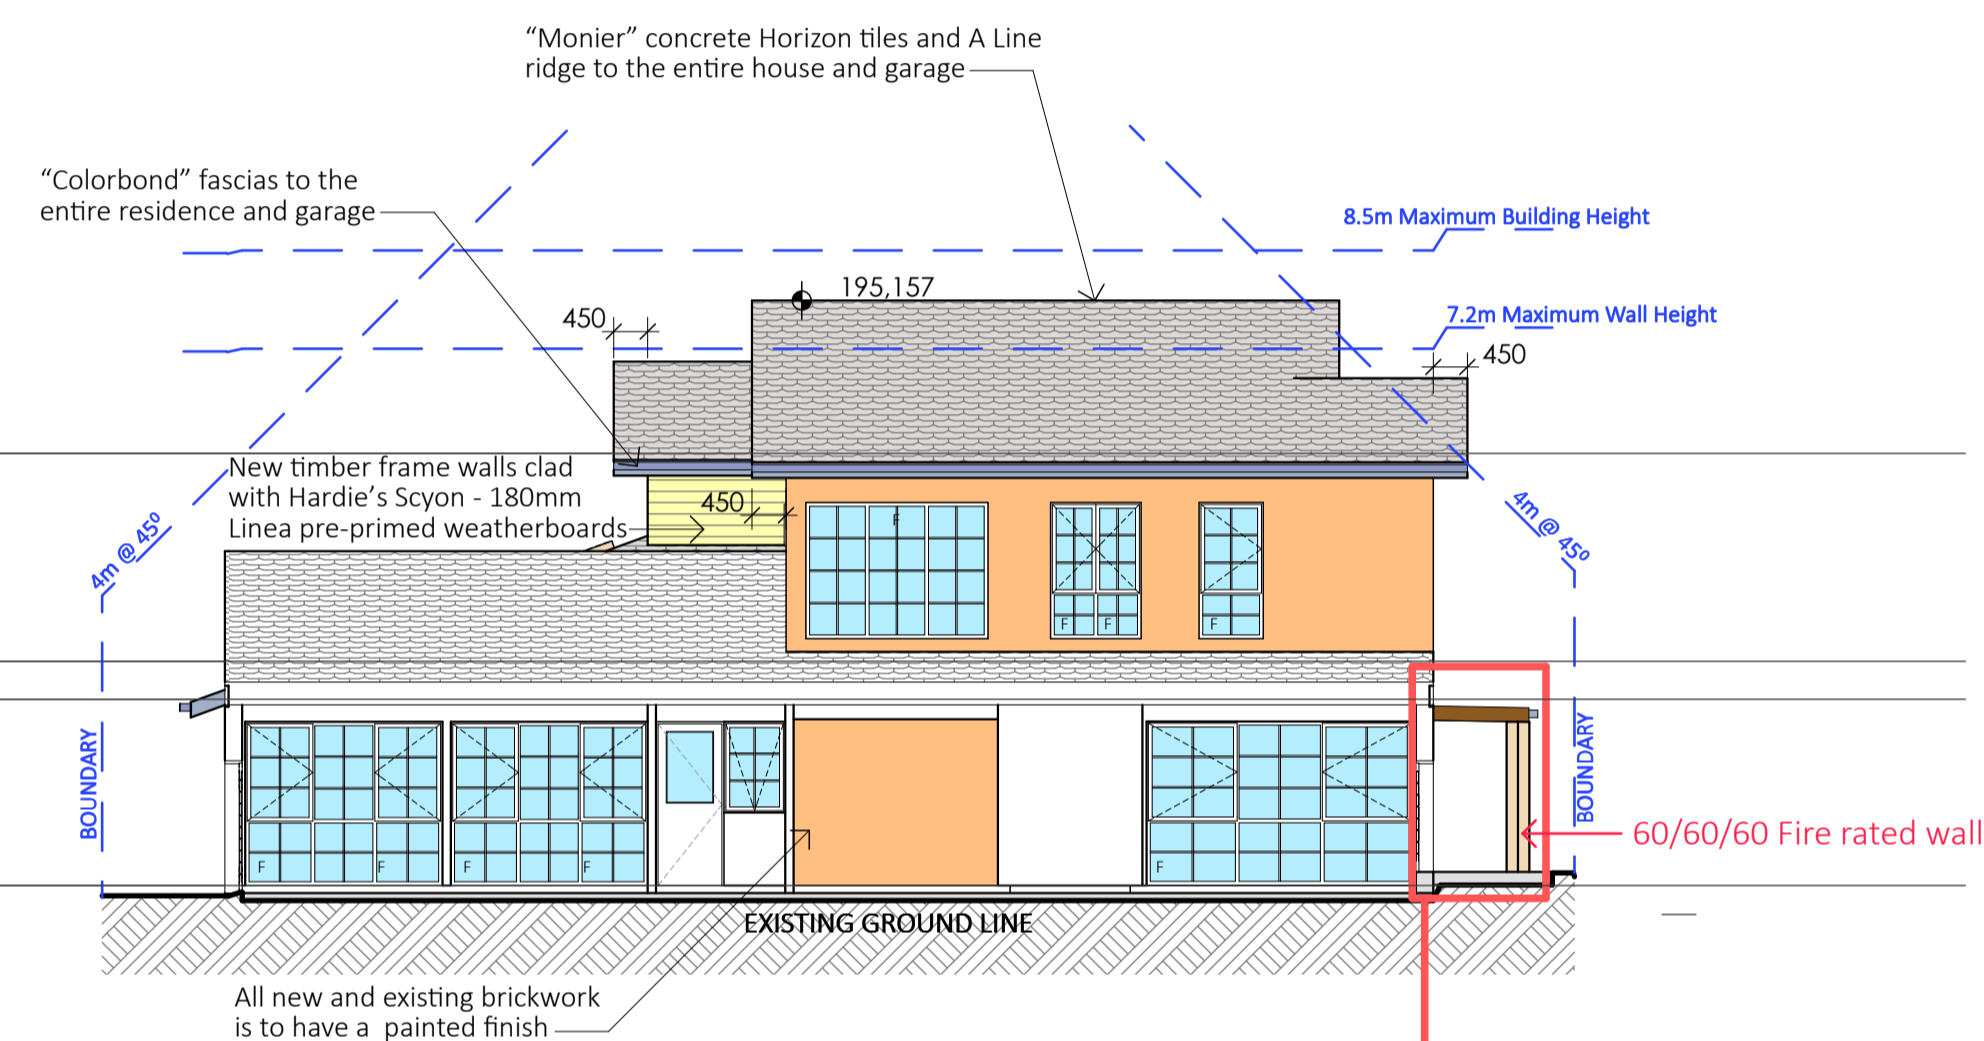 “Monier” concrete Horizon tiles and A Line
ridge to the entire house and garage
“Colorbond” fascias to the
entire residence and garage
8.5m Maximum Building Height
195,157
450
7.2m Maximum Wall Height
450
New timber frame walls clad
with Hardie’s Scyon - 180mm
Linea pre-primed weatherboards
450
F
4m @ 45⁰
4m @ 45⁰
F
F
F
BOUNDARY
BOUNDARY
60/60/60 Fire rated wall
F
F
F
F
F
EXISTING GROUND LINE
All new and existing brickwork
is to have a painted finish